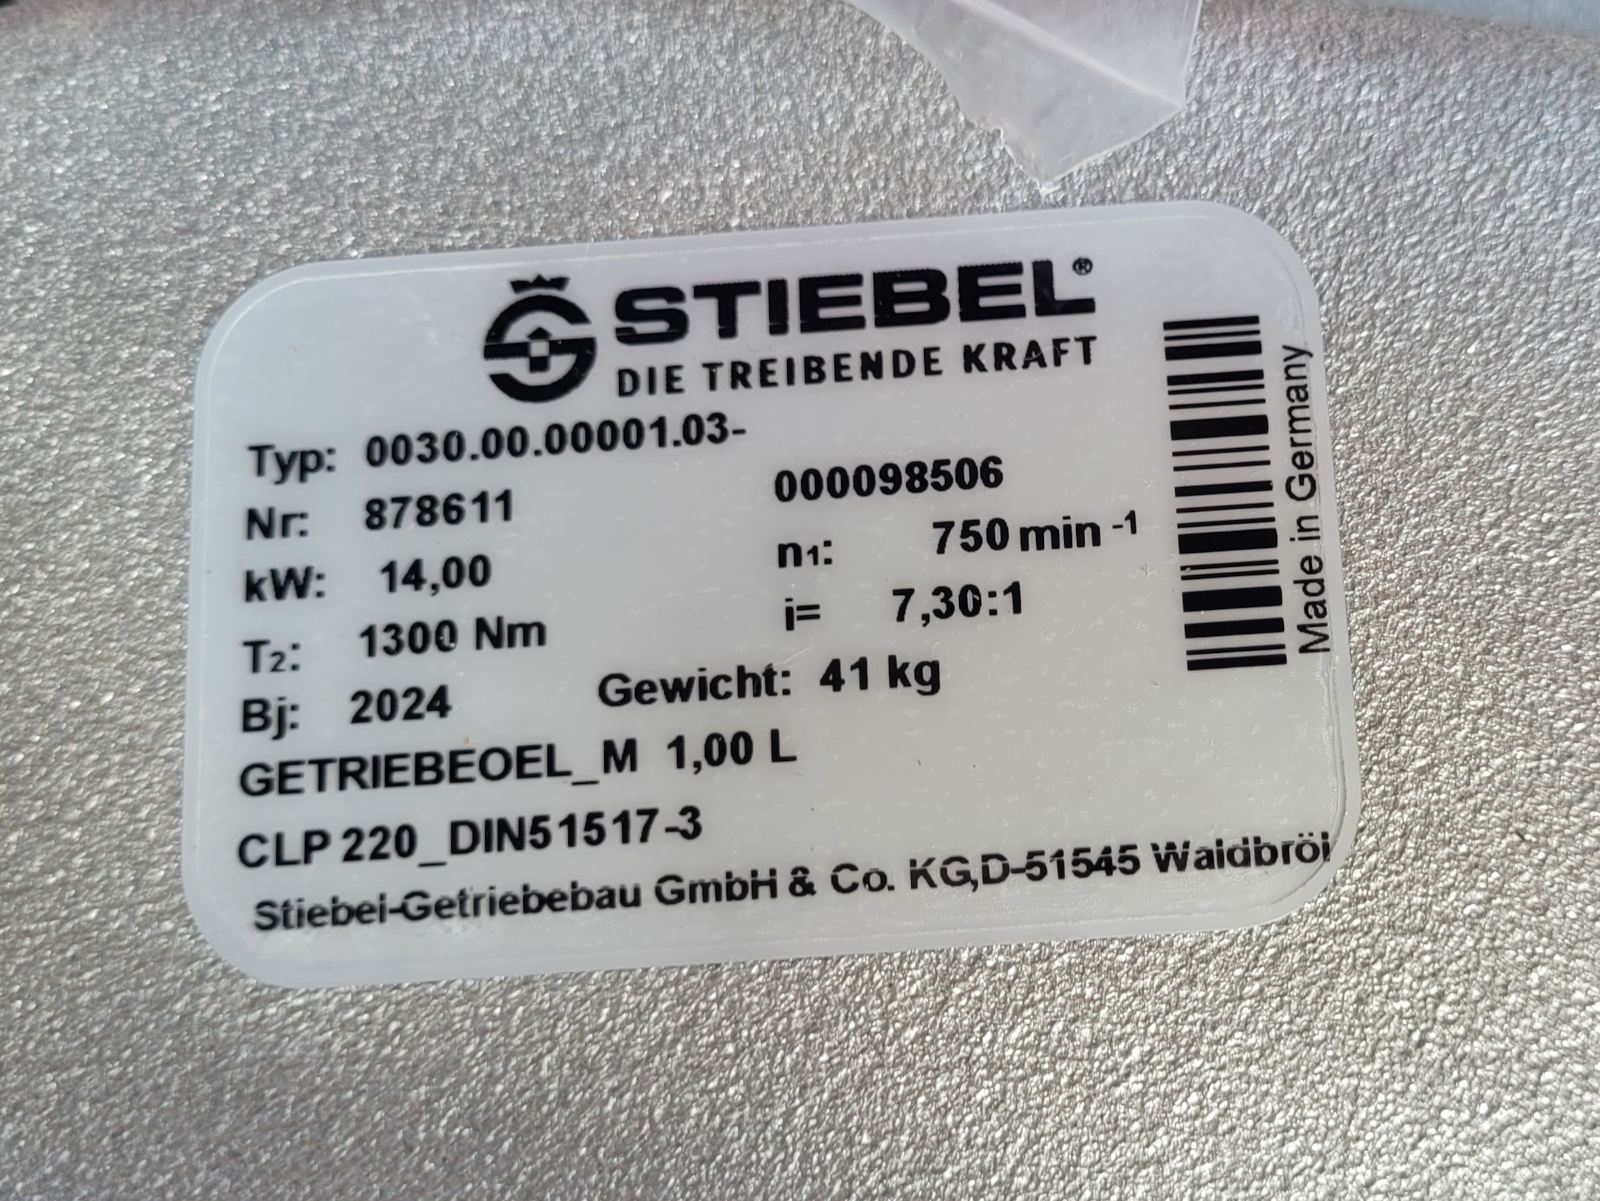 STIEBEL®
DIE TREIBENDE KRAFT
Typ: 0030.00.00001.03-
Nr: 878611 000098506
kW: 14,00 n1: 750 min -1
T2: 1300 Nm i= 7,30:1
Bj: 2024 Gewicht: 41 kg
GETRIEBEOEL_M 1,00 L
CLP 220_DIN51517-3
Stiebel-Getriebebau GmbH & Co. KG,D-51545 Waldbröl
Made in Germany